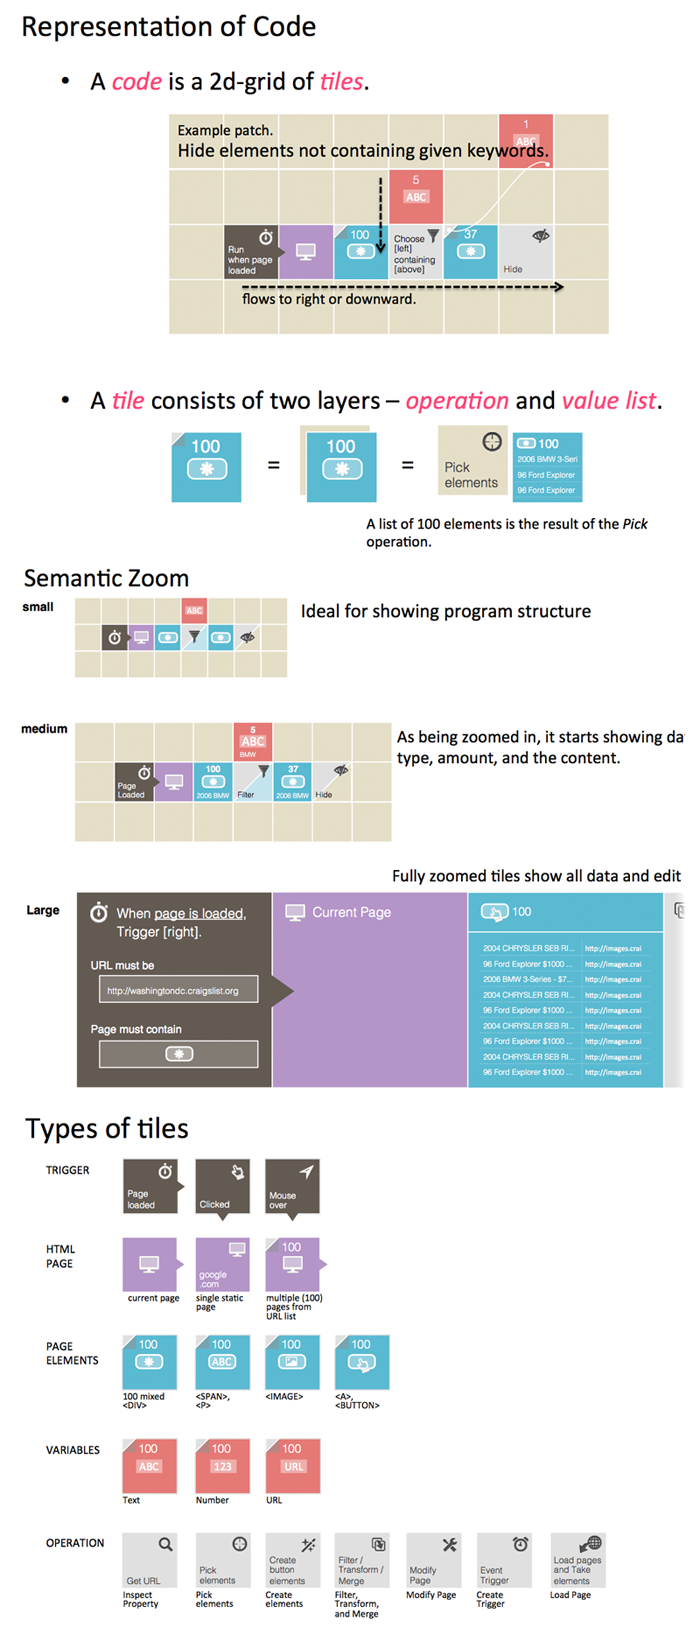 Representation of Code
• A code is a 2d-grid of tiles.
Example patch.
Hide elements not containing given keywords.
1
ABC
5
ABC
Run
when page
loaded
100
Choose
[left]
containing
[above]
37
Hide
flows to right or downward.
• A tile consists of two layers – operation and value list.
100
=
100
=
Pick
elements
100
2006 BMW 3-Seri
96 Ford Explorer
96 Ford Explorer
A list of 100 elements is the result of the Pick
operation.
Semantic Zoom
small
ABC
Ideal for showing program structure
medium
5
ABC
BMW
As being zoomed in, it starts showing da
type, amount, and the content.
Page
Loaded
100
2006 BMW
Filter
37
2006 BMW
Hide
Fully zoomed tiles show all data and edit
Large
When page is loaded,
Trigger [right].
URL must be
http://washingtondc.craigslist.org
Page must contain
Current Page
100
2004 CHRYSLER SEB RI... http://images.crai
96 Ford Explorer $1000 ... http://images.crai
2006 BMW 3-Series - $7... http://images.crai
2004 CHRYSLER SEB RI... http://images.crai
96 Ford Explorer $1000 ... http://images.crai
2004 CHRYSLER SEB RI... http://images.crai
96 Ford Explorer $1000 ... http://images.crai
2004 CHRYSLER SEB RI... http://images.crai
96 Ford Explorer $1000 ... http://images.crai
Types of tiles
TRIGGER
Page
loaded
Clicked
Mouse
over
HTML
PAGE
google
.com
100
current page
single static
page
multiple (100)
pages from
URL list
PAGE
ELEMENTS
100
100
ABC
100
100
100 mixed
<DIV>
<SPAN>,
<P>
<IMAGE>
<A>,
<BUTTON>
VARIABLES
100
ABC
100
123
100
URL
Text
Number
URL
OPERATION
Get URL
Pick
elements
Create
button
elements
Filter /
Transform /
Merge
Modify
Page
Event
Trigger
Load pages
and Take
elements
Inspect
Property
Pick
elements
Create
elements
Filter,
Transform,
and Merge
Modify Page
Create
Trigger
Load Page